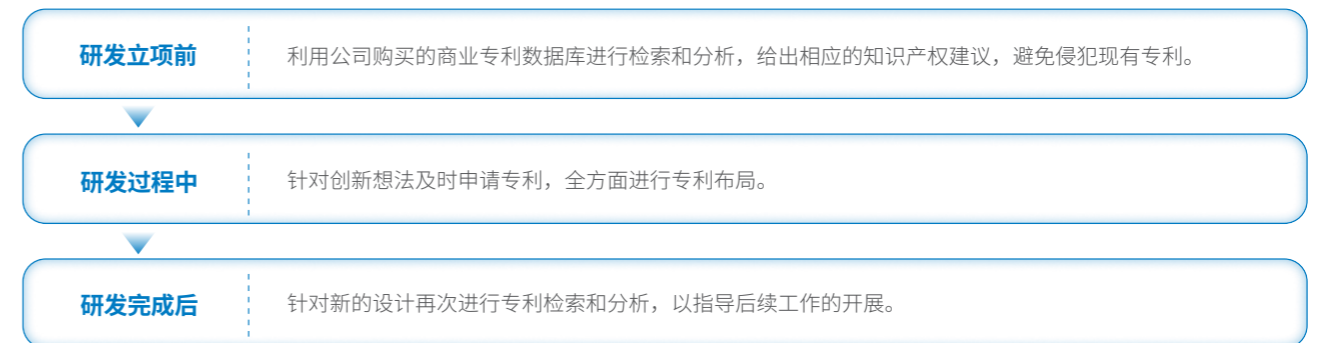 研发立项前
利用公司购买的商业专利数据库进行检索和分析，给出相应的知识产权建议，避免侵犯现有专利。
研发过程中
针对创新想法及时申请专利，全方面进行专利布局。
研发完成后
针对新的设计再次进行专利检索和分析，以指导后续工作的开展。